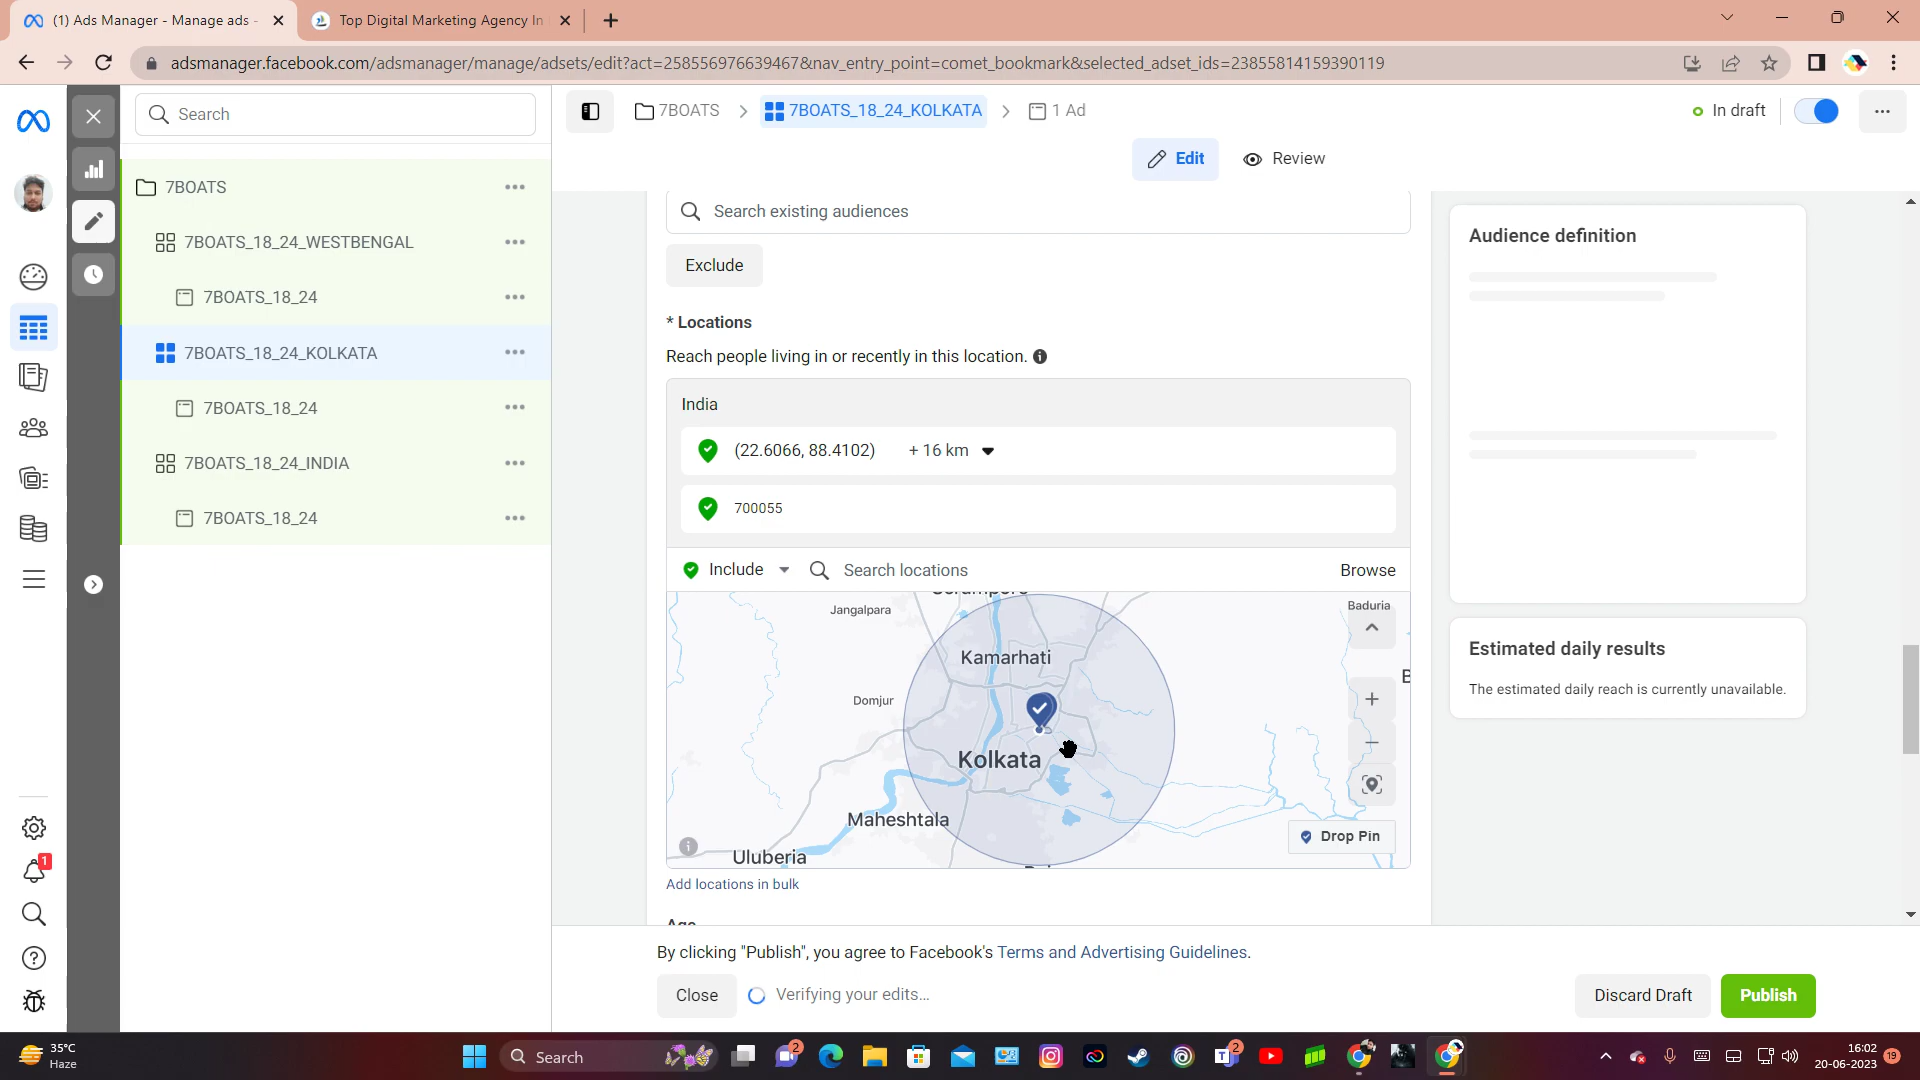 (1) Ads Manager - Manage ads -
Top Digital Marketing Agency In
adsmanager.facebook.com/adsmanager/manage/adsets/edit?act=258556976639467&nav_entry_point=comet_bookmark&selected_adset_ids=23855814159390119
Search
7BOATS
7BOATS_18_24_KOLKATA
1 Ad
In draft
Edit
Review
7BOATS
7BOATS_18_24_WESTBENGAL
7BOATS_18_24
7BOATS_18_24_KOLKATA
7BOATS_18_24
7BOATS_18_24_INDIA
7BOATS_18_24
Search existing audiences
Exclude
* Locations
Reach people living in or recently in this location.
India
(22.6066, 88.4102) + 16 km
700055
Include
Search locations
Browse
Jangalpara
Baduria
Kamarhati
Domjur
Kolkata
Maheshtala
Uluberia
Drop Pin
Add locations in bulk
Age
Audience definition
Estimated daily results
The estimated daily reach is currently unavailable.
By clicking "Publish", you agree to Facebook's Terms and Advertising Guidelines.
Close
Verifying your edits...
Discard Draft
Publish
1
35°C
Haze
Search
2
2
16:02
20-06-2023
19